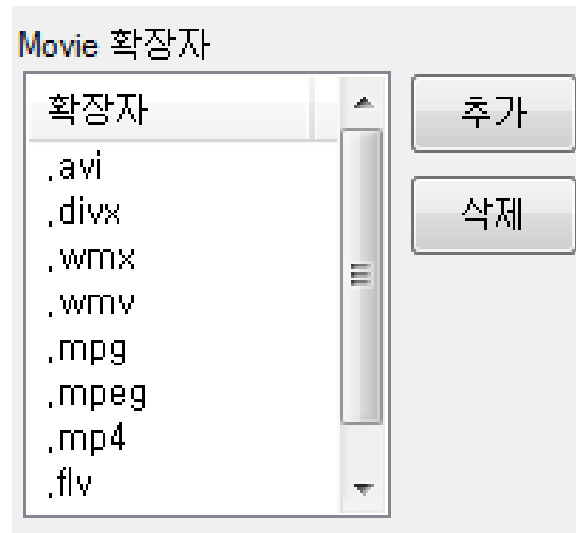 Movie 확장자
확장자
추가
.avi
.divx
삭제
.wmx
.wmv
.mpg
.mpeg
.mp4
.flv